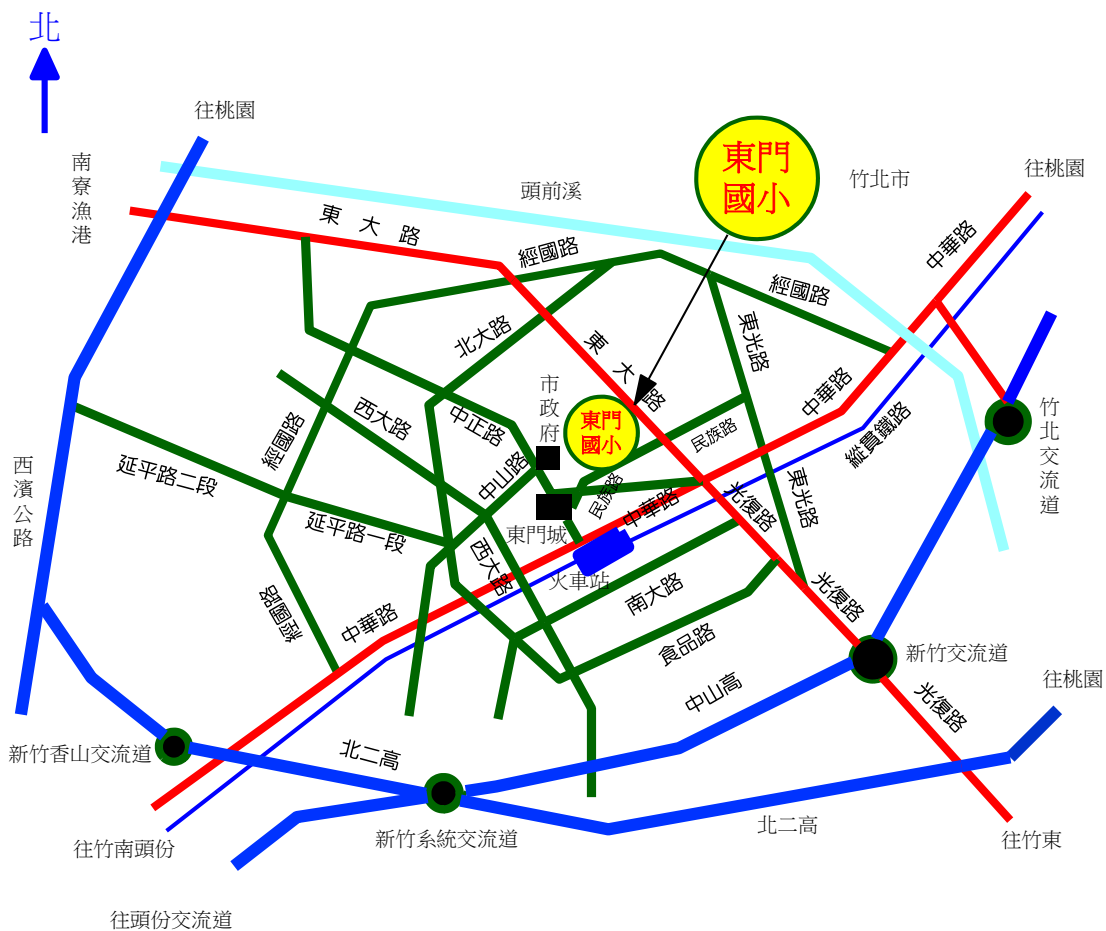 北
往桃園
南寮漁港
頭前溪
東門
國小
竹北市
往桃園
東 大 路
經國路
中華路
經國路
北大路
東 大 路
東光路
市政府
西大路
中正路
東門
國小
中華路
民族路
縱貫鐵路
竹北交流道
經國路
延平路二段
中山路
民族路
中華路
光復路
東光路
西濱公路
延平路一段
東門城
西大路
火車站
南大路
光復路
經國路
中華路
食品路
新竹交流道
中山高
光復路
往桃園
新竹香山交流道
北二高
新竹系統交流道
北二高
往竹南頭份
往竹東
往頭份交流道